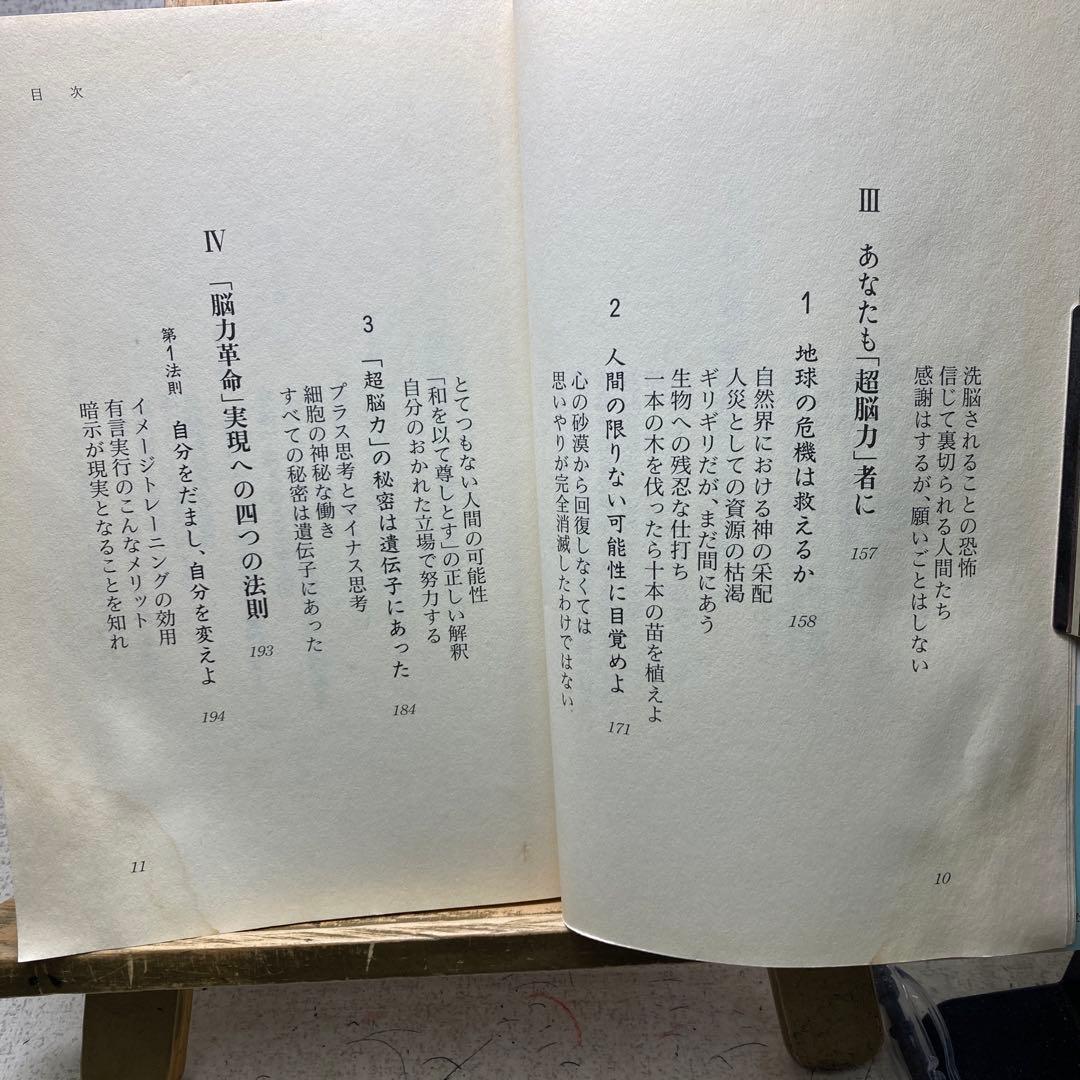 洗脳されることの恐怖
信じて裏切られる人間たち
感謝はするが、願いごとはしない
Ⅲ あなたも「超脳力」者に 157
1 地球の危機は救えるか 158
自然界における神の采配
人災としての資源の枯渇
ギリギリだが、まだ間にあう
生物への残忍な仕打ち
一本の木を伐ったら十本の苗を植えよ
2 人間の限りない可能性に目覚めよ 171
心の砂漠から回復しなくては
思いやりが完全消滅したわけではない
10
目次
とてつもない人間の可能性
「和を以て尊しとす」の正しい解釈
自分のおかれた立場で努力する
3 「超脳力」の秘密は遺伝子にあった 184
プラス思考とマイナス思考
細胞の神秘な働き
すべての秘密は遺伝子にあった
Ⅳ 「脳力革命」実現への四つの法則 193
第1法則 自分をだまし、自分を変えよ 194
イメージトレーニングの効用
有言実行のこんなメリット
暗示が現実となることを知れ
11